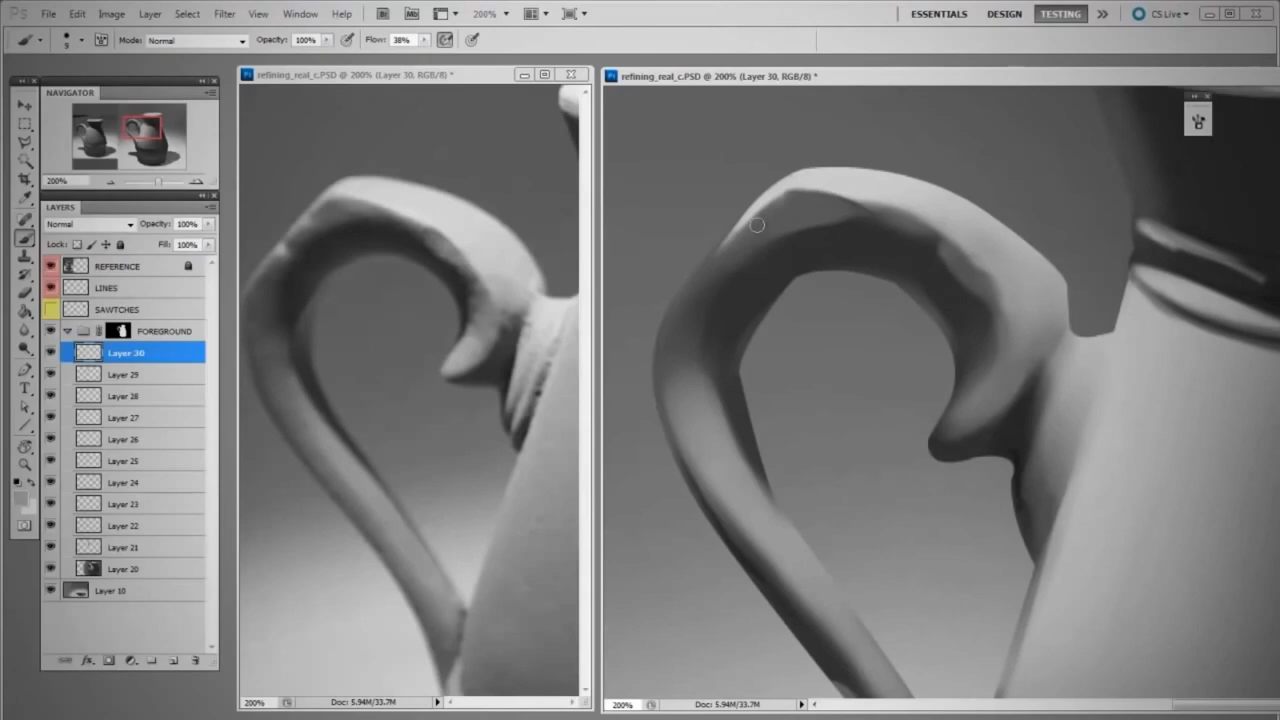 Ps File Edit Image Layer Select Filter View Window Help Br Mb 200% ESSENTIALS DESIGN TESTING CS Live
9 Mode: Normal Opacity: 100% Flow: 38%
refining_real_c.PSD @ 200% (Layer 30, RGB/8) *
refining_real_c.PSD @ 200% (Layer 30, RGB/8) *
NAVIGATOR
200%
LAYERS
Normal Opacity: 100%
Lock: Fill: 100%
REFERENCE
LINES
SAWTCHES
FOREGROUND
Layer 30
Layer 29
Layer 28
Layer 27
Layer 26
Layer 25
Layer 24
Layer 23
Layer 22
Layer 21
Layer 20
Layer 10
200% Doc: 5.94M/33.7M
200% Doc: 5.94M/33.7M